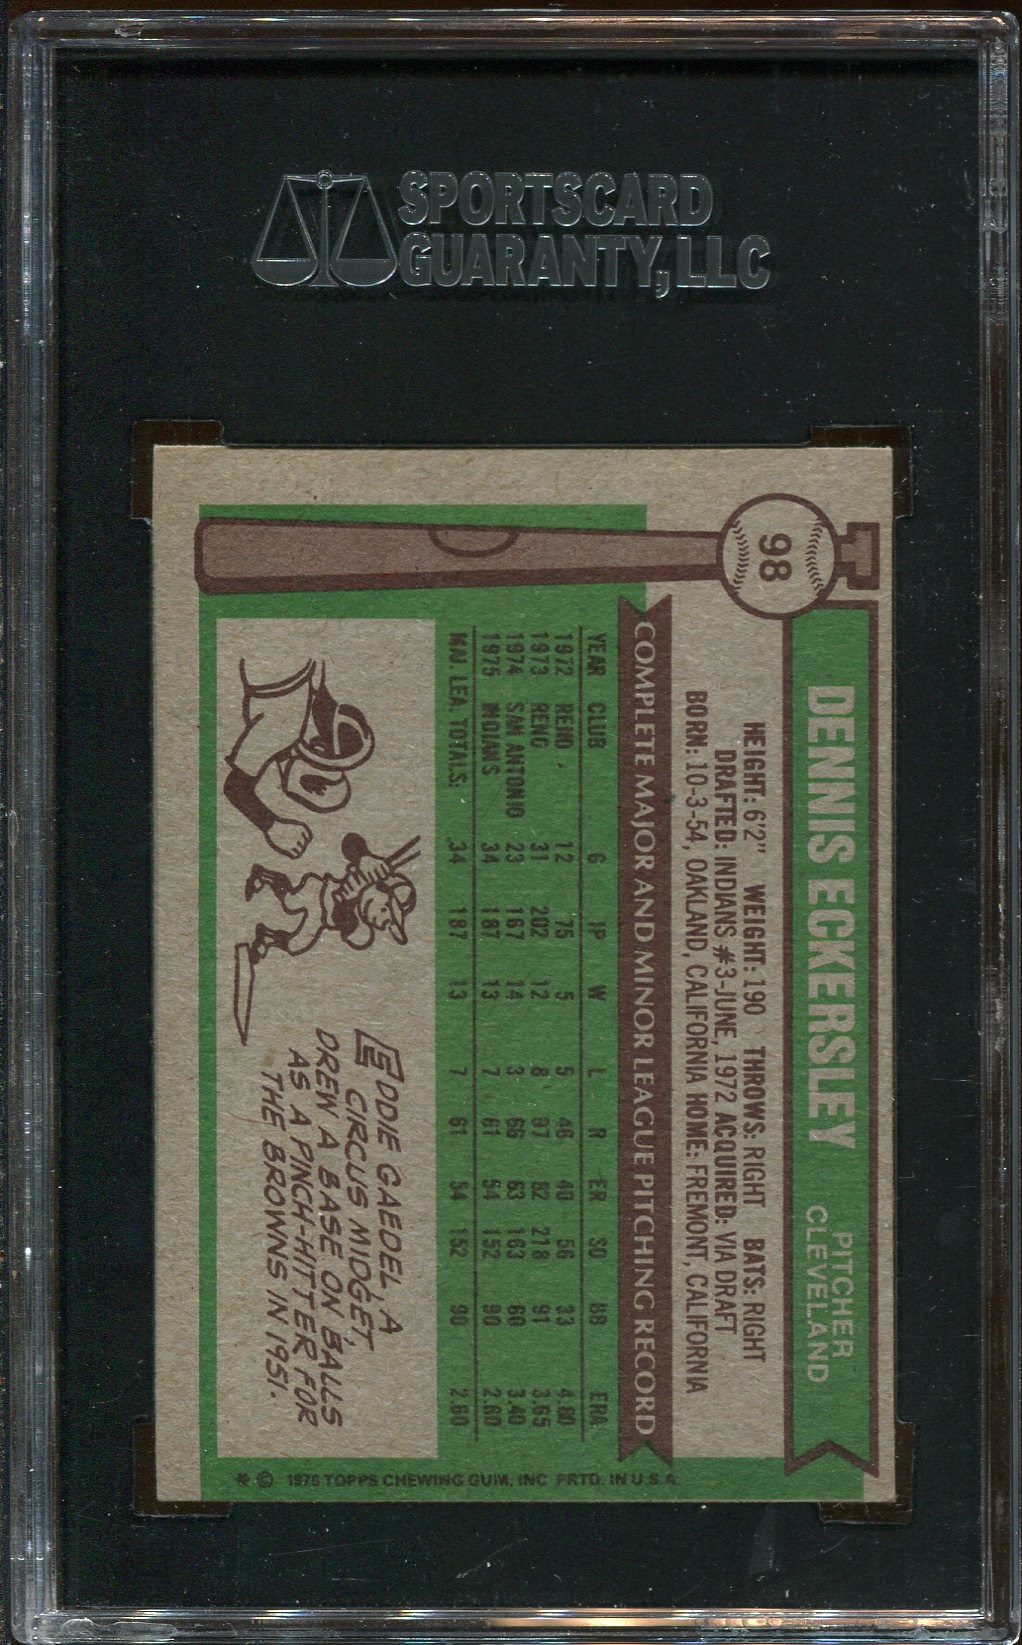 SPORTSCARD
GUARANTY, LLC
98
DENNIS ECKERSLEY
PITCHER
CLEVELAND
HEIGHT: 6'2" WEIGHT: 190 THROWS: RIGHT BATS: RIGHT
DRAFTED: INDIANS #3-JUNE, 1972 ACQUIRED: VIA DRAFT
BORN: 10-3-54, OAKLAND, CALIFORNIA HOME: FREMONT, CALIFORNIA
COMPLETE MAJOR AND MINOR LEAGUE PITCHING RECORD
YEAR CLUB G IP W L R ER SO BB ERA
1972 RENO 12 75 5 5 46 40 56 33 4.80
1973 RENO 31 202 12 8 97 82 218 91 3.65
1974 SAN ANTONIO 23 167 14 3 66 63 163 60 3.40
1975 INDIANS 34 187 13 7 61 54 152 90 2.60
MAJ. LEA. TOTALS: 34 187 13 7 61 54 152 90 2.60
EDDIE GAEDEL, A
CIRCUS MIDGET,
DREW A BASE ON BALLS
AS A PINCH-HITTER FOR
THE BROWNS IN 1951.
* © 1976 TOPPS CHEWING GUM, INC PRTD. IN U.S.A.